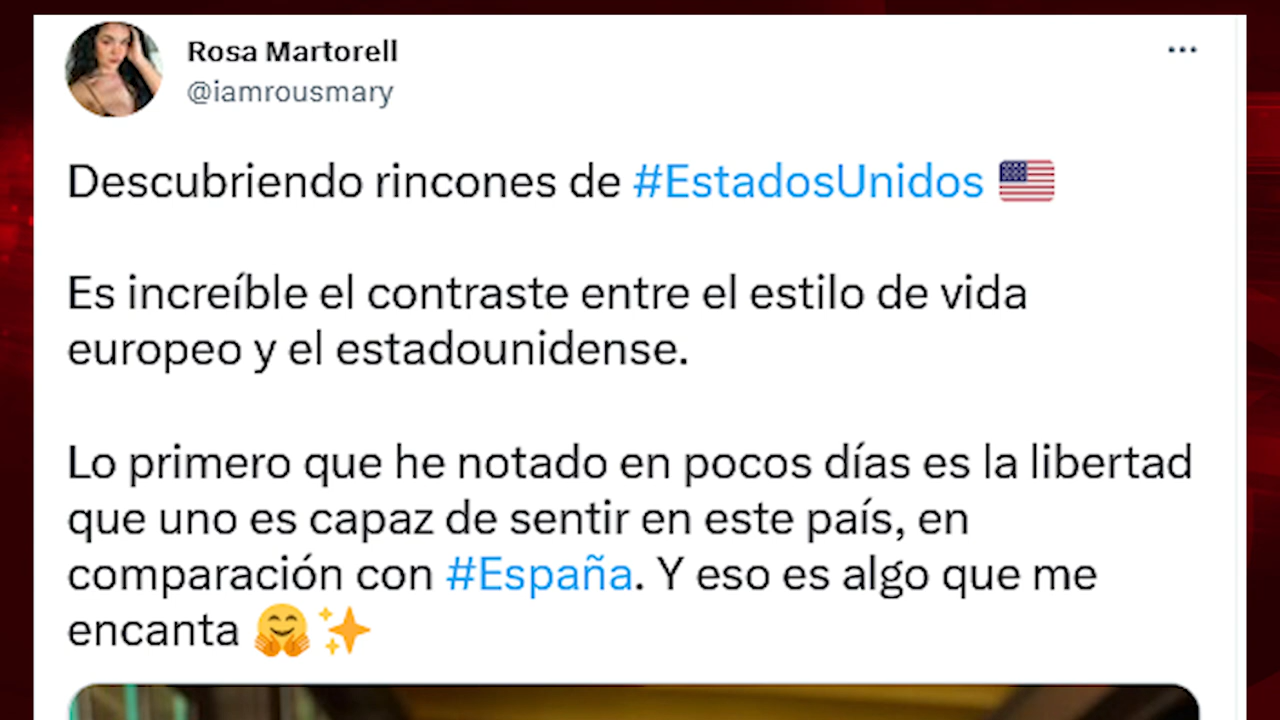 Rosa Martorell
@iamrousmary
Descubriendo rincones de #EstadosUnidos 🇺🇸
Es increíble el contraste entre el estilo de vida
europeo y el estadounidense.
Lo primero que he notado en pocos días es la libertad
que uno es capaz de sentir en este país, en
comparación con #España. Y eso es algo que me
encanta 🤗✨